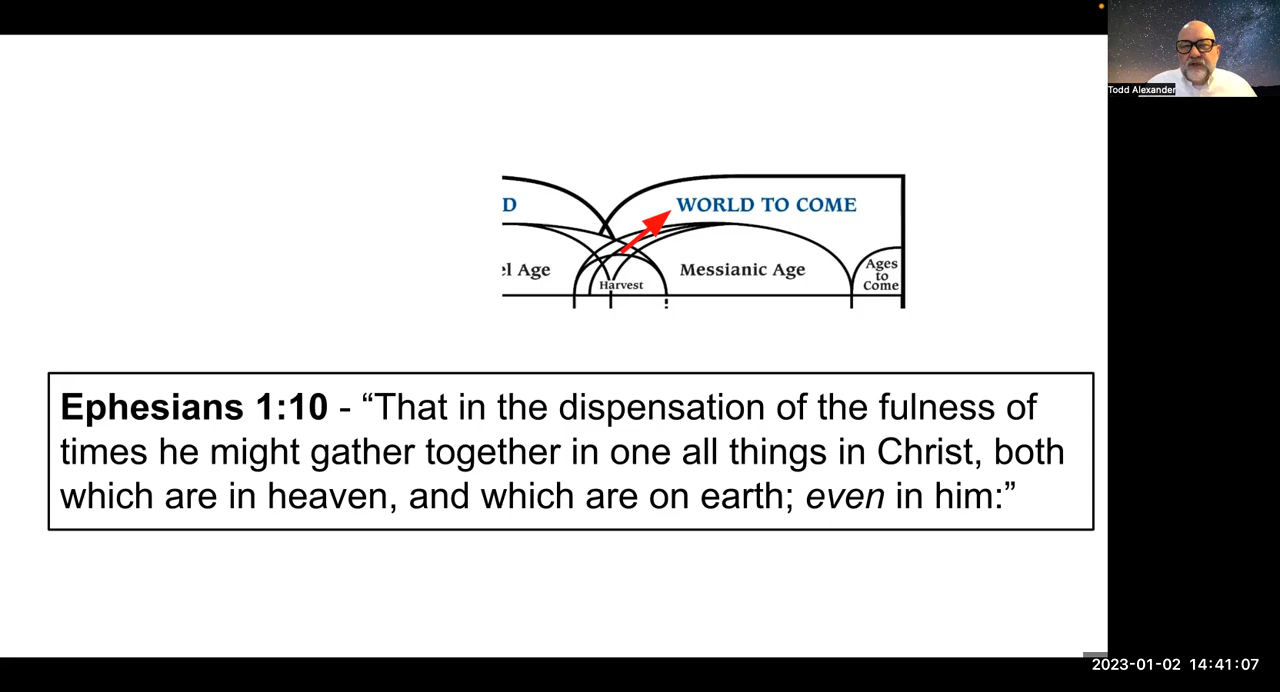 Todd Alexander
D
WORLD TO COME
el Age
Harvest
Messianic Age
Ages
to
Come
Ephesians 1:10 - “That in the dispensation of the fulness of
times he might gather together in one all things in Christ, both
which are in heaven, and which are on earth; even in him:”
2023-01-02 14:41:07